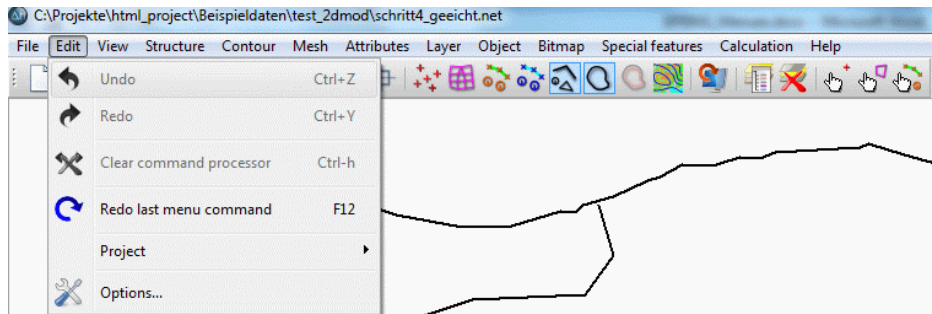 C:\Projekte\html_project\Beispieldaten\test_2dmod\schritt4_geeicht.net
File Edit View Structure Contour Mesh Attributes Layer Object Bitmap Special features Calculation Help
Undo Ctrl+Z
Redo Ctrl+Y
Clear command processor Ctrl-h
Redo last menu command F12
Project
Options...